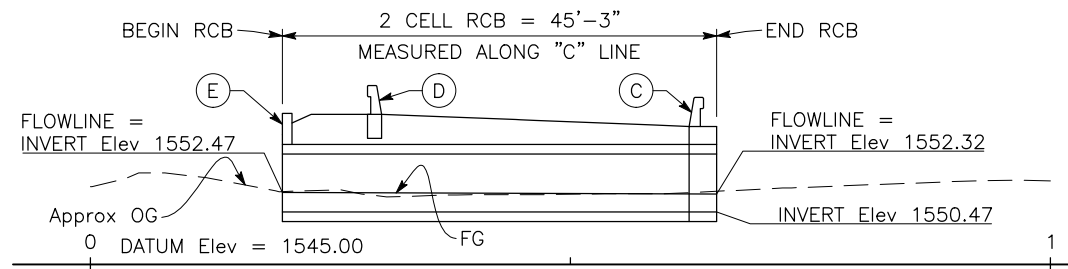 2 CELL RCB = 45'-3"
BEGIN RCB
END RCB
MEASURED ALONG "C" LINE
E
D
C
FLOWLINE =
INVERT Elev 1552.47
FLOWLINE =
INVERT Elev 1552.32
Approx OG
FG
INVERT Elev 1550.47
0
DATUM Elev = 1545.00
1